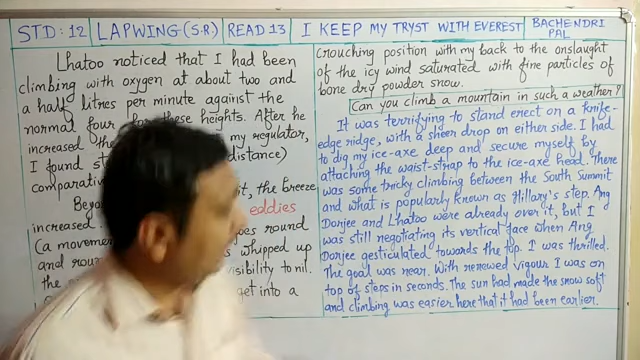 STD: 12 LAPWING (S.R.) READ 13 I KEEP MY TRYST WITH EVEREST BACHENDRI PAL
Lhatoo noticed that I had been
climbing with oxygen at about two and
a half litres per minute against the
normal four for these heights. After he
increased the my regulator,
I found distance)
comparative
Beyo it, the breeze
increased eddies
(a movement oes round
and roun whipped up
the visibility to nil.
get into a
crouching position with my back to the onslaught
of the icy wind saturated with fine particles of
bone dry powder snow.
Can you climb a mountain in such a weather?
It was terrifying to stand erect on a knife-
edge ridge, with a sheer drop on either side. I had
to dig my ice-axe deep and secure myself by
attaching the waist-strap to the ice-axe head. There
was some tricky climbing between the South Summit
and what is popularly known as Hillary's step. Ang
Dorjee and Lhatoo were already over it, but I
was still negotiating its vertical face when Ang
Dorjee gesticulated towards the top. I was thrilled.
The goal was near. With renewed vigour I was on
top of steps in seconds. The sun had made the snow soft
and climbing was easier here that it had been earlier.